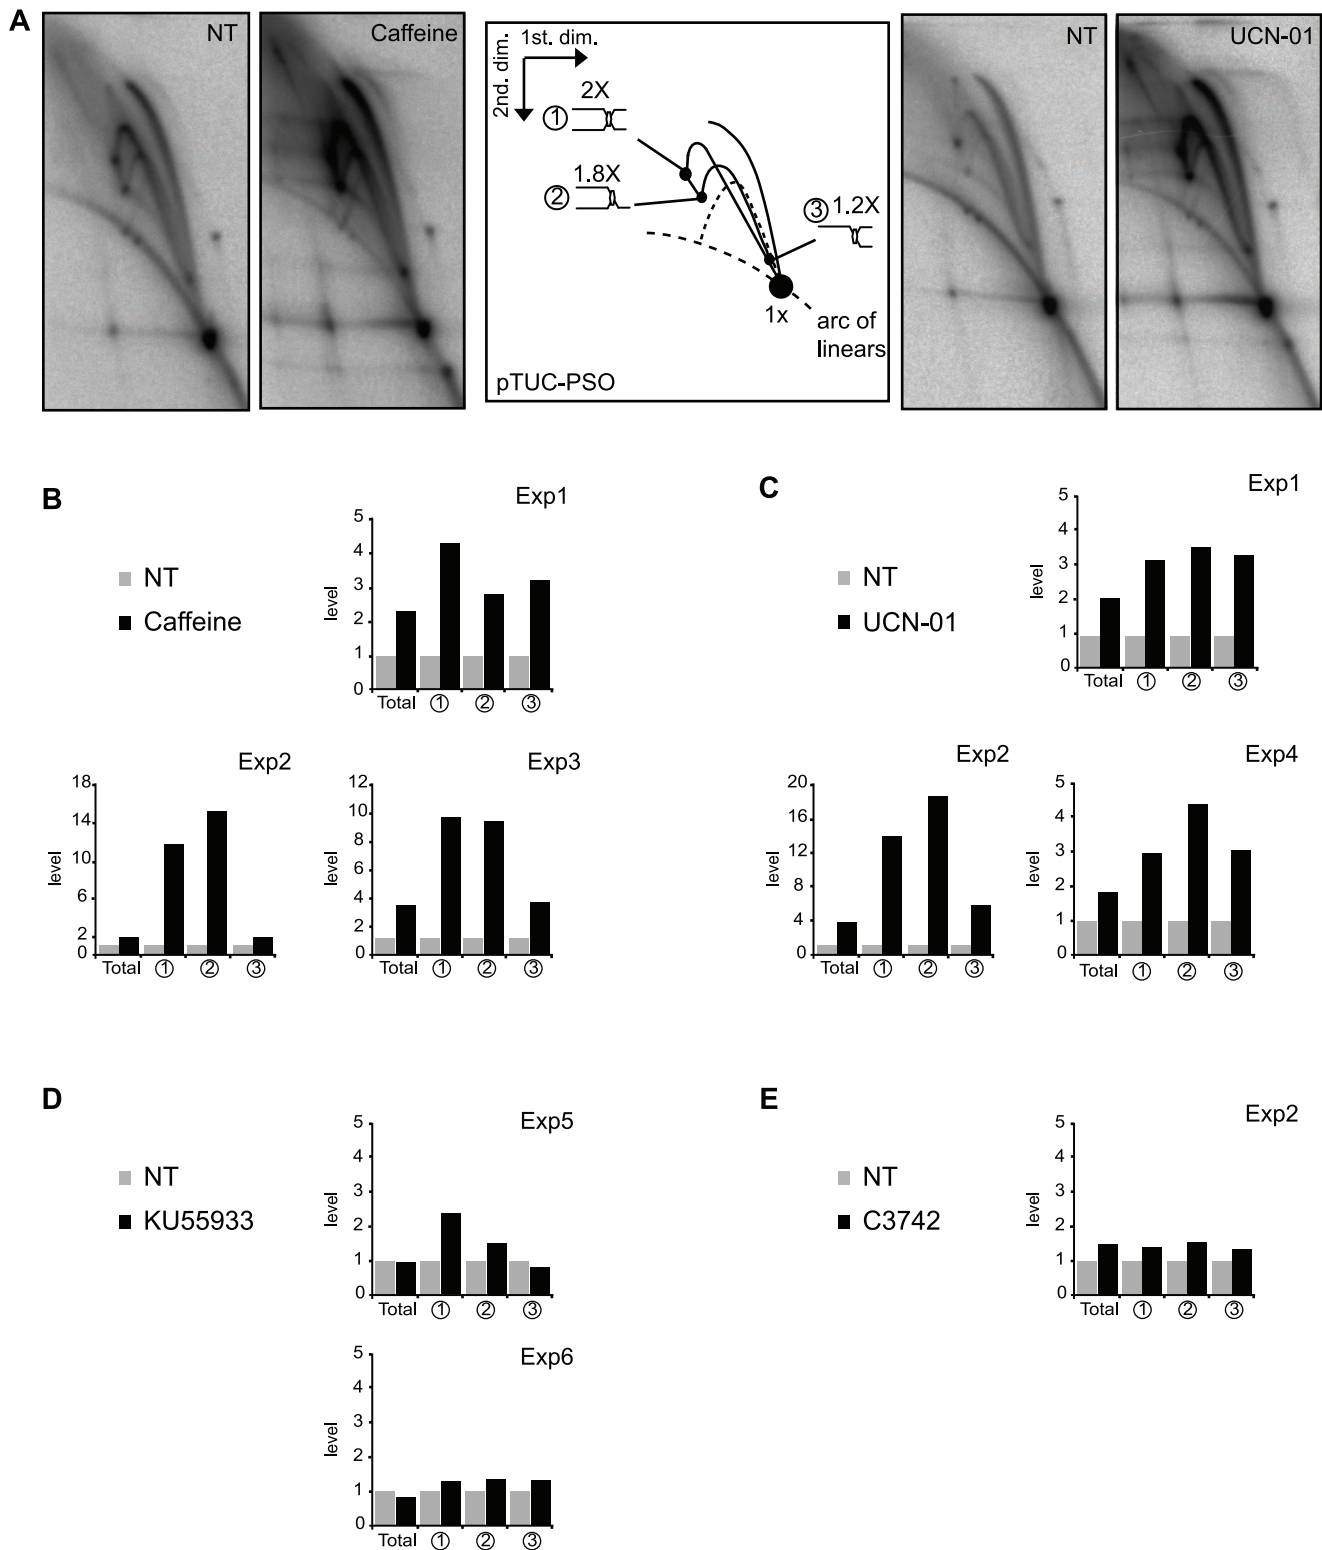 A
NT
Caffeine
2nd. dim.
1st. dim.
① 2X
② 1.8X
③ 1.2X
1x
arc of
linears
pTUC-PSO
NT
UCN-01
B
NT
Caffeine
Exp1
level
5
4
3
2
1
0
Total ① ② ③
Exp2
level
18
14
10
6
2
0
Total ① ② ③
Exp3
level
12
10
8
6
4
2
0
Total ① ② ③
C
NT
UCN-01
Exp1
level
5
4
3
2
1
0
Total ① ② ③
Exp2
level
20
16
12
8
4
0
Total ① ② ③
Exp4
level
5
4
3
2
1
0
Total ① ② ③
D
NT
KU55933
Exp5
level
5
4
3
2
1
0
Total ① ② ③
Exp6
level
5
4
3
2
1
0
Total ① ② ③
E
NT
C3742
Exp2
level
5
4
3
2
1
0
Total ① ② ③